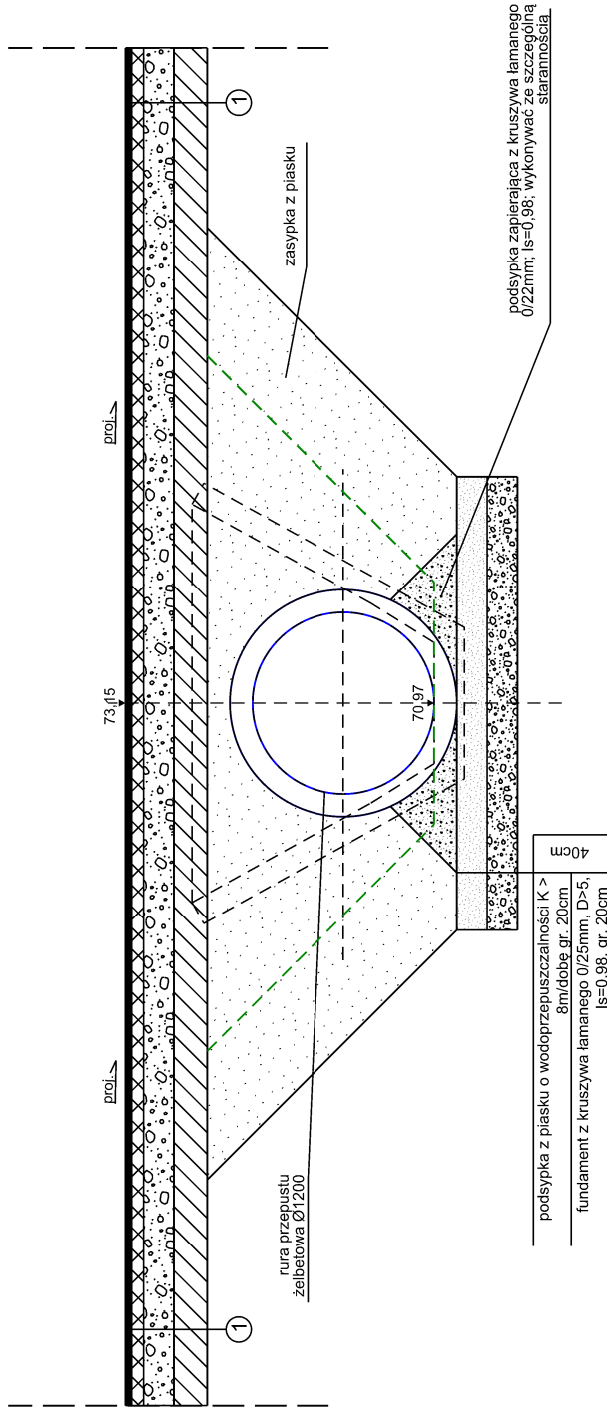 proj.
73,15
proj.
1
1
zasypka z piasku
podsypka zapierająca z kruszywa łamanego
0/22mm; Is=0,98; wykonywać ze szczególną
starannością
70.97
rura przepustu
żelbetowa Ø1200
podsypka z piasku o wodoprzepuszczalności K >
8m/dobę gr. 20cm
fundament z kruszywa łamanego 0/25mm, D>5,
Is=0.98, gr. 20cm
40cm